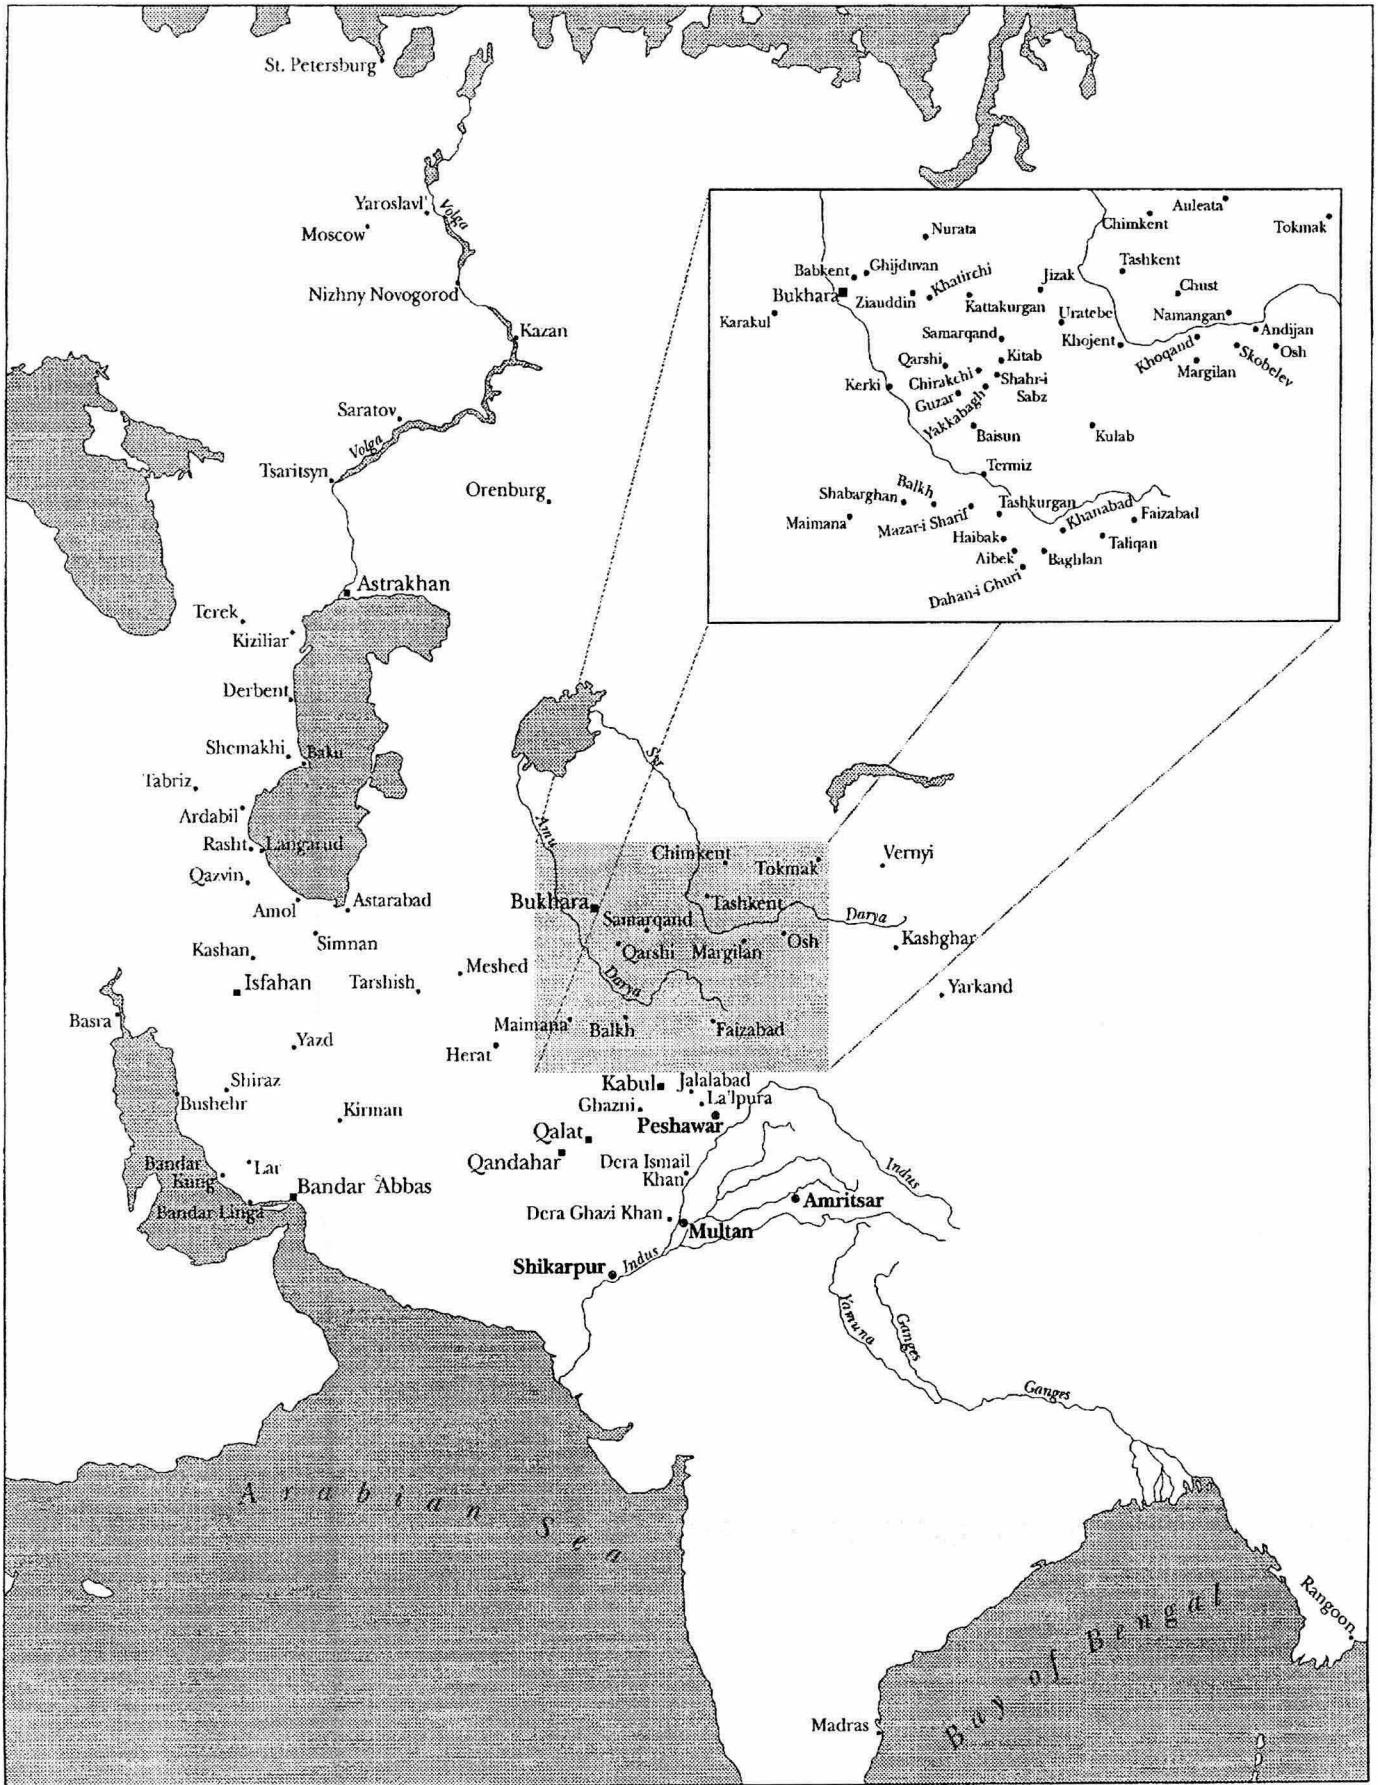 St. Petersburg
Yaroslavl'
Volga
Moscow
Nizhny Novogorod
Kazan
Saratov
Volga
Tsaritsyn
Orenburg
Astrakhan
Terek
Kiziliar
Derbent
Shemakhi
Baku
Tabriz
Ardabil
Rasht
Langarud
Qazvin
Amol
Astarabad
Simnan
Kashan
Isfahan
Tarshish
Meshed
Basra
Yazd
Herat
Shiraz
Bushehr
Kirman
Bandar
Kung
Lar
Bandar ʿAbbas
Bandar Linga
Auleata
Chimkent
Tokmak
Nurata
Tashkent
Babkent
Ghijduvan
Khatirchi
Jizak
Chust
Bukhara
Ziauddin
Kattakurgan
Karakul
Uratebe
Namangan
Andijan
Samarqand
Khojent
Khoqand
Skobelev
Osh
Qarshi
Kitab
Margilan
Kerki
Chirakchi
Shahr-i
Sabz
Guzar
Yakkabagh
Baisun
Kulab
Termiz
Shabarghan
Balkh
Tashkurgan
Khanabad
Faizabad
Maimana
Mazar-i Sharif
Haibak
Taliqan
Aibek
Baghlan
Dahan-i Ghuri
Syr
Amu
Chimkent
Tokmak
Vernyi
Bukhara
Tashkent
Darya
Samarqand
Qarshi
Margilan
Osh
Kashghar
Darya
Yarkand
Maimana
Balkh
Faizabad
Kabul
Jalalabad
Ghazni
La'lpura
Peshawar
Qalat
Qandahar
Dera Ismail
Khan
Indus
Amritsar
Dera Ghazi Khan
Multan
Shikarpur
Indus
Yamuna
Ganges
Ganges
Arabian Sea
Rangoon
Bay of Bengal
Madras